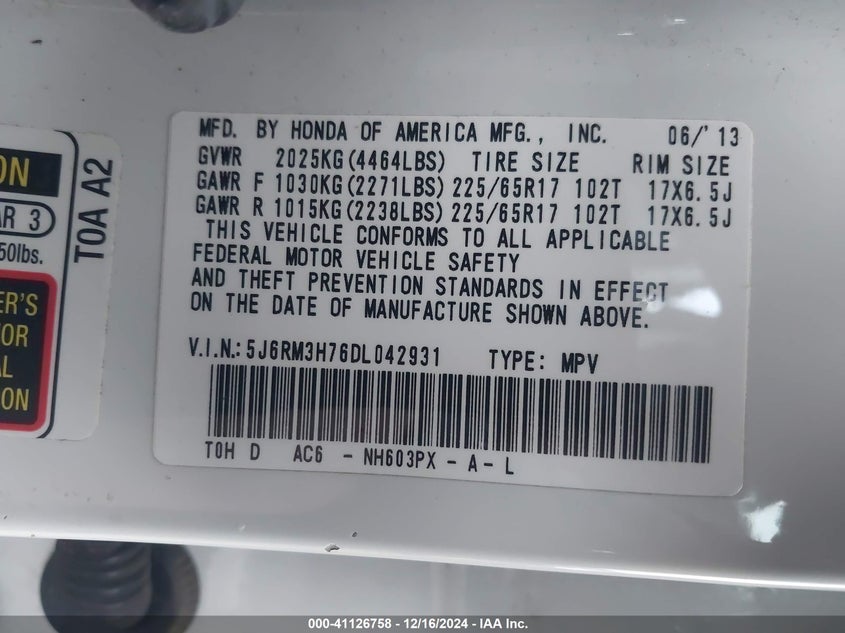 MFD. BY HONDA OF AMERICA MFG., INC. 06/'13
GVWR 2025KG(4464LBS) TIRE SIZE RIM SIZE
GAWR F 1030KG(2271LBS) 225/65R17 102T 17X6.5J
GAWR R 1015KG(2238LBS) 225/65R17 102T 17X6.5J
THIS VEHICLE CONFORMS TO ALL APPLICABLE
FEDERAL MOTOR VEHICLE SAFETY
AND THEFT PREVENTION STANDARDS IN EFFECT
ON THE DATE OF MANUFACTURE SHOWN ABOVE.
V.I.N.: 5J6RM3H76DL042931 TYPE: MPV
T0H D AC6 - NH603PX - A - L
T0A A2
ON
AR 3
50lbs.
ER'S
OR
AL
ON
000-41126758 - 12/16/2024 - IAA Inc.